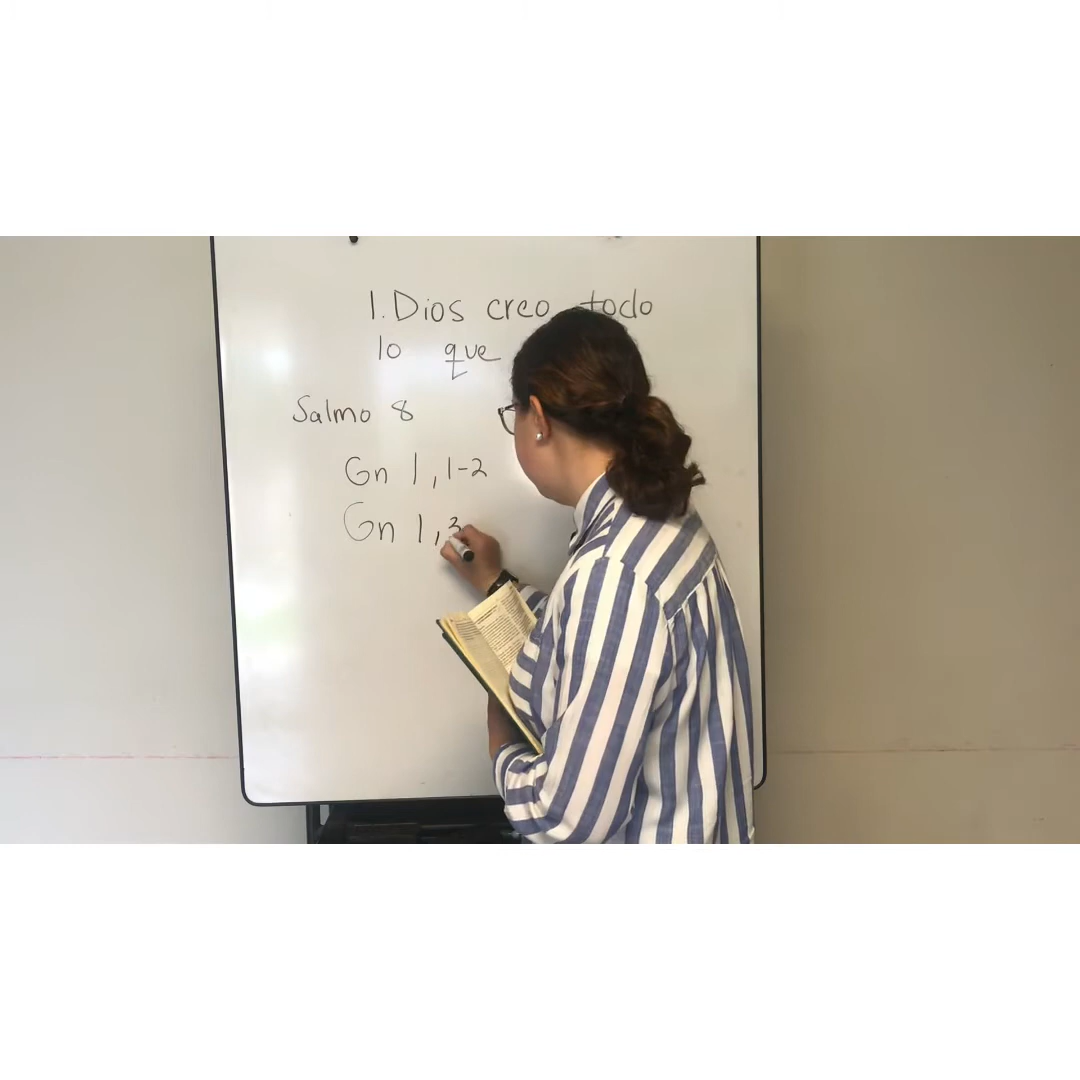 1. Dios creo todo
lo que
Salmo 8
Gn 1, 1-2
Gn 1, 3